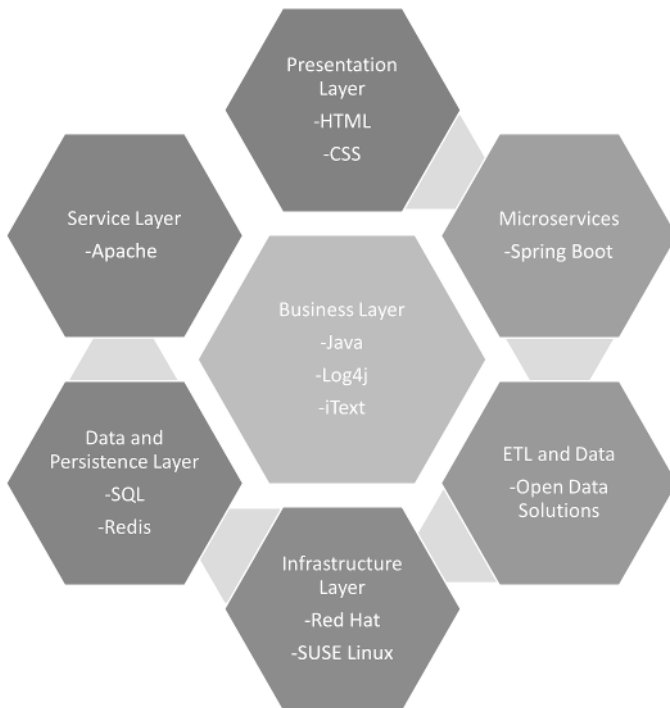 Presentation
Layer
-HTML
-CSS
Service Layer
-Apache
Microservices
-Spring Boot
Business Layer
-Java
-Log4j
-iText
Data and
Persistence Layer
-SQL
-Redis
ETL and Data
-Open Data
Solutions
Infrastructure
Layer
-Red Hat
-SUSE Linux